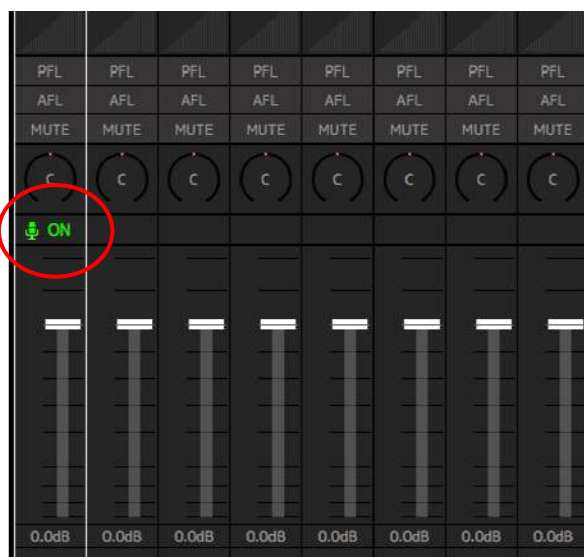 PFL PFL PFL PFL PFL PFL PFL PFL
AFL AFL AFL AFL AFL AFL AFL AFL
MUTE MUTE MUTE MUTE MUTE MUTE MUTE MUTE
C C C C C C C C
ON
0.0dB 0.0dB 0.0dB 0.0dB 0.0dB 0.0dB 0.0dB 0.0dB